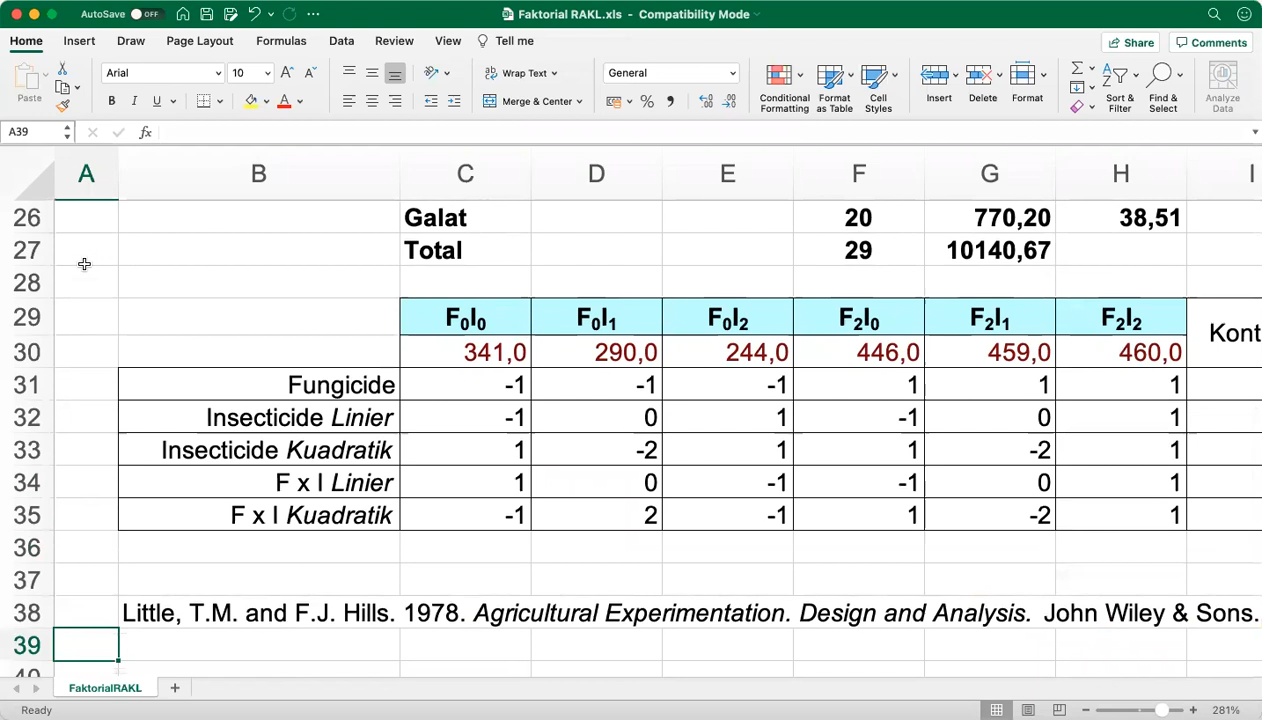 AutoSave OFF Faktorial RAKL.xls - Compatibility Mode
Home Insert Draw Page Layout Formulas Data Review View Tell me Share Comments
Paste Arial 10 A A Wrap Text General Conditional Formatting Format as Table Cell Styles Insert Delete Format Sort & Filter Find & Select Analyze Data
B I U A Merge & Center %
A39 fx
A B C D E F G H I
26 Galat 20 770,20 38,51
27 Total 29 10140,67
28
29 F₀I₀ F₀I₁ F₀I₂ F₂I₀ F₂I₁ F₂I₂ Kont
30 341,0 290,0 244,0 446,0 459,0 460,0
31 Fungicide -1 -1 -1 1 1 1
32 Insecticide Linier -1 0 1 -1 0 1
33 Insecticide Kuadratik 1 -2 1 1 -2 1
34 F x I Linier 1 0 -1 -1 0 1
35 F x I Kuadratik -1 2 -1 1 -2 1
36
37
38 Little, T.M. and F.J. Hills. 1978. Agricultural Experimentation. Design and Analysis. John Wiley & Sons.
39
40
FaktorialRAKL
Ready 281%